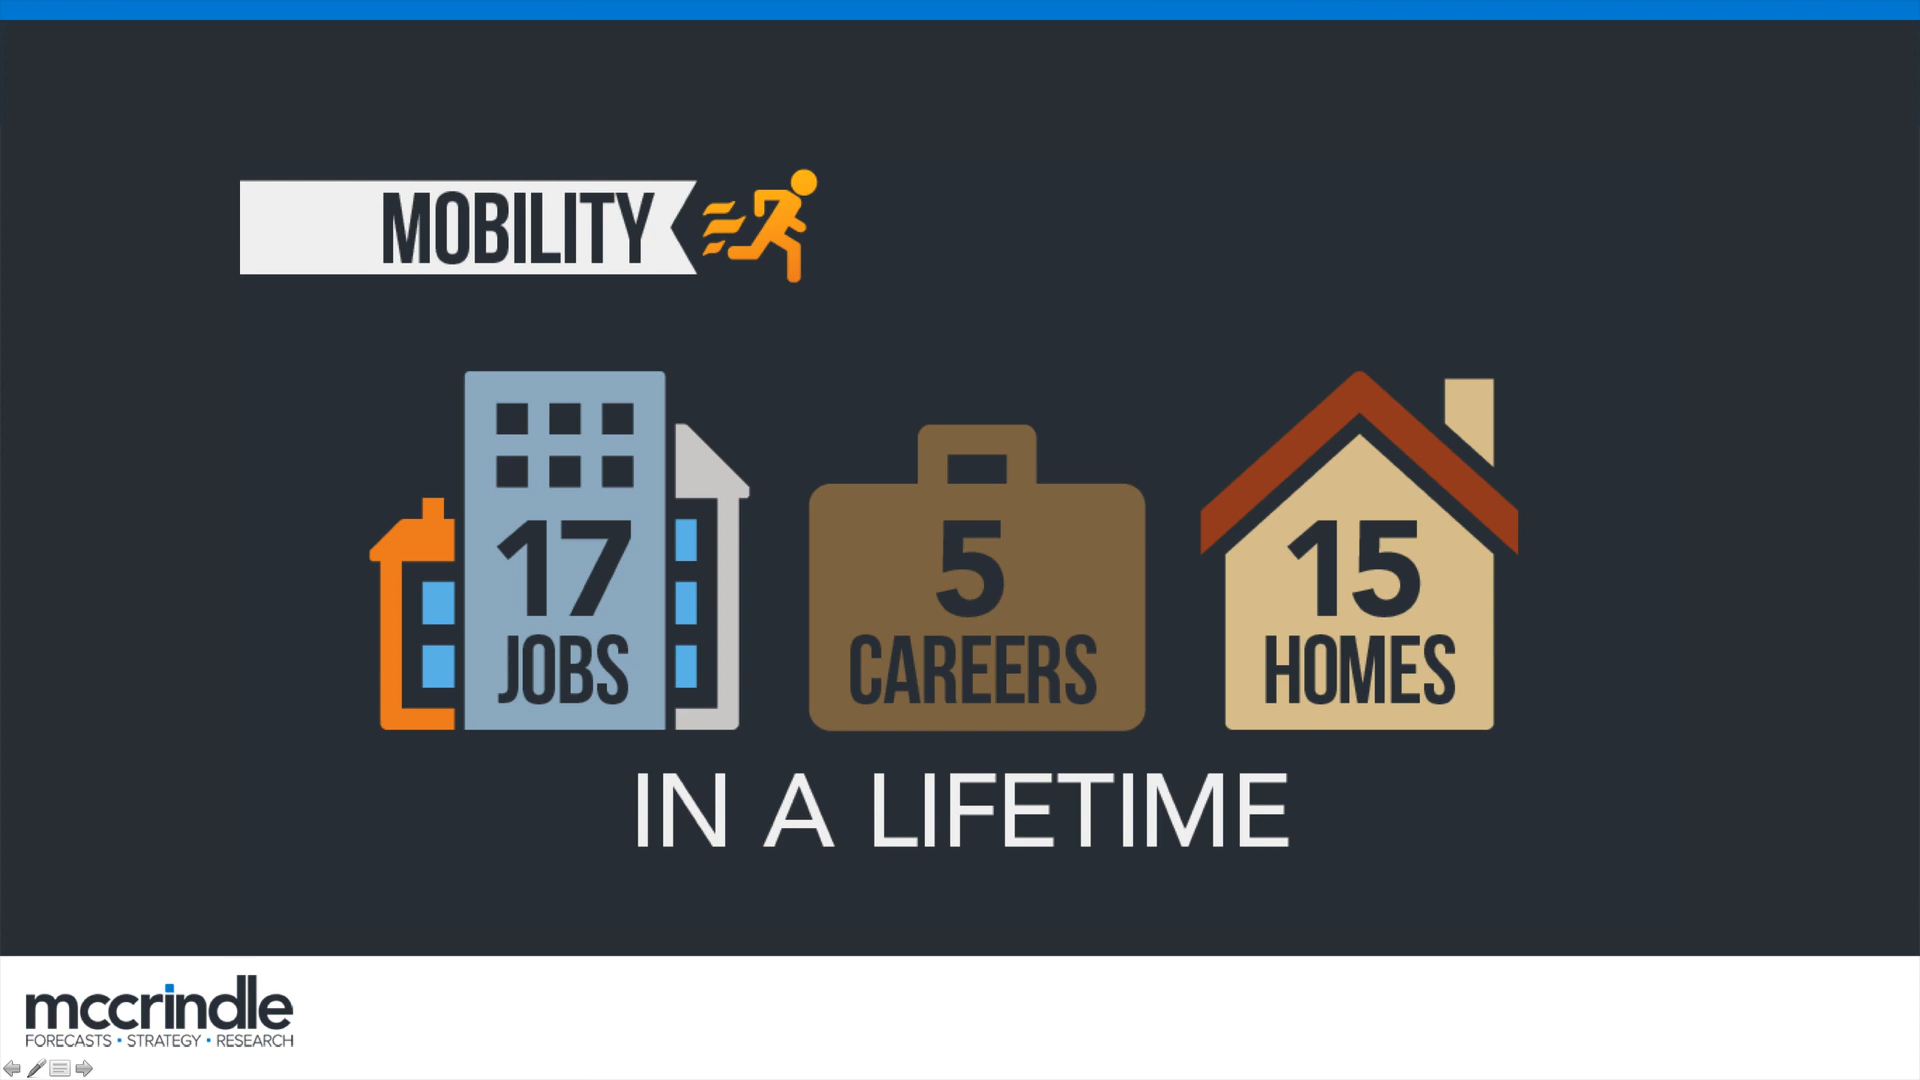 MOBILITY
17
JOBS
5
CAREERS
15
HOMES
IN A LIFETIME
mccrindle
FORECASTS • STRATEGY • RESEARCH